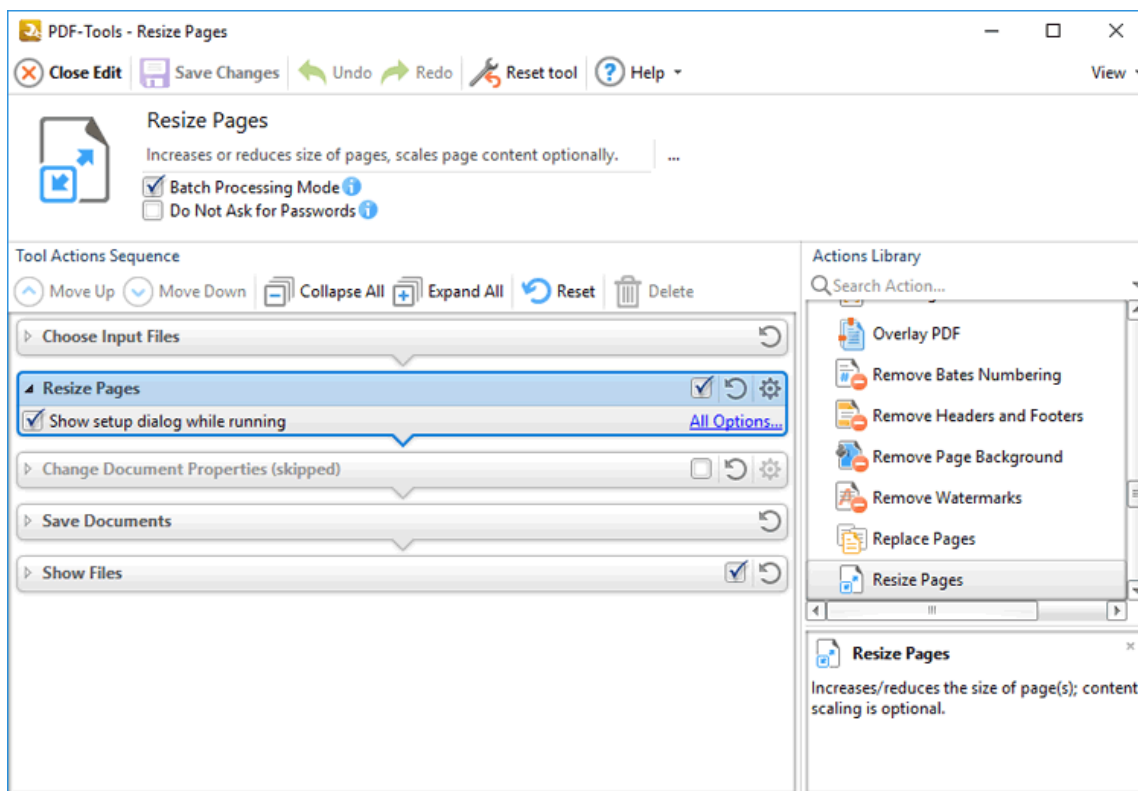 PDF-Tools - Resize Pages
Close Edit Save Changes Undo Redo Reset tool Help View
Resize Pages
Increases or reduces size of pages, scales page content optionally. ...
Batch Processing Mode
Do Not Ask for Passwords
Tool Actions Sequence
Move Up Move Down Collapse All Expand All Reset Delete
Choose Input Files
Resize Pages
Show setup dialog while running All Options...
Change Document Properties (skipped)
Save Documents
Show Files
Actions Library
Search Action...
Overlay PDF
Remove Bates Numbering
Remove Headers and Footers
Remove Page Background
Remove Watermarks
Replace Pages
Resize Pages
Resize Pages
Increases/reduces the size of page(s); content
scaling is optional.